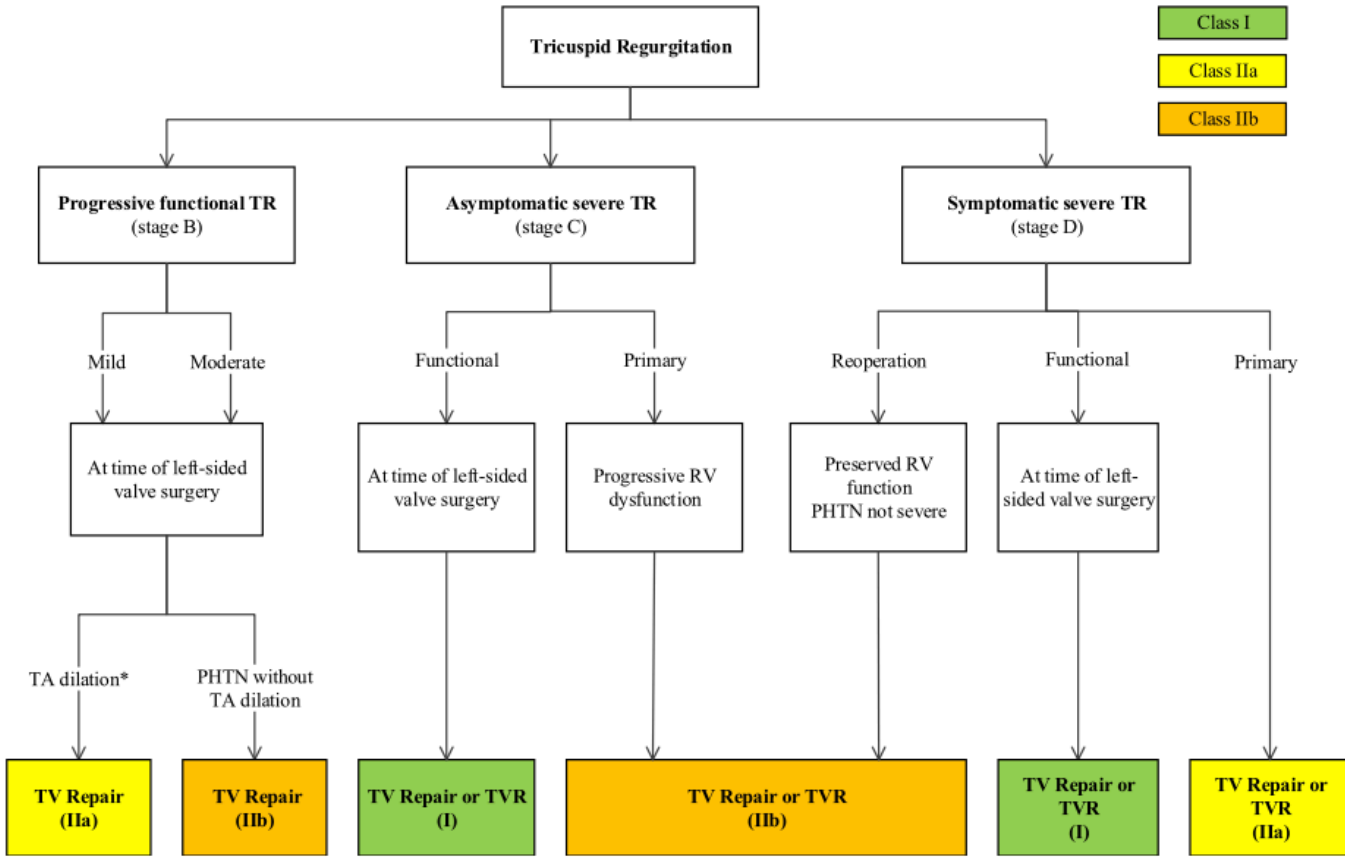 Tricuspid Regurgitation
Class I
Class IIa
Class IIb
Progressive functional TR
(stage B)
Asymptomatic severe TR
(stage C)
Symptomatic severe TR
(stage D)
Mild
Moderate
Functional
Primary
Reoperation
Functional
Primary
At time of left-sided
valve surgery
At time of left-sided
valve surgery
Progressive RV
dysfunction
Preserved RV
function
PHTN not severe
At time of left-
sided valve surgery
TA dilation*
PHTN without
TA dilation
TV Repair
(IIa)
TV Repair
(IIb)
TV Repair or TVR
(I)
TV Repair or TVR
(IIb)
TV Repair or
TVR
(I)
TV Repair or
TVR
(IIa)